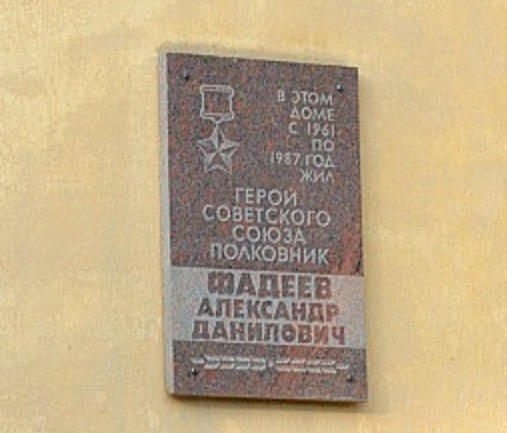 В ЭТОМ
ДОМЕ
С 1961
ПО
1987 ГОД
ЖИЛ
ГЕРОЙ
СОВЕТСКОГО
СОЮЗА
ПОЛКОВНИК
ФАДЕЕВ
АЛЕКСАНДР
ДАНИЛОВИЧ